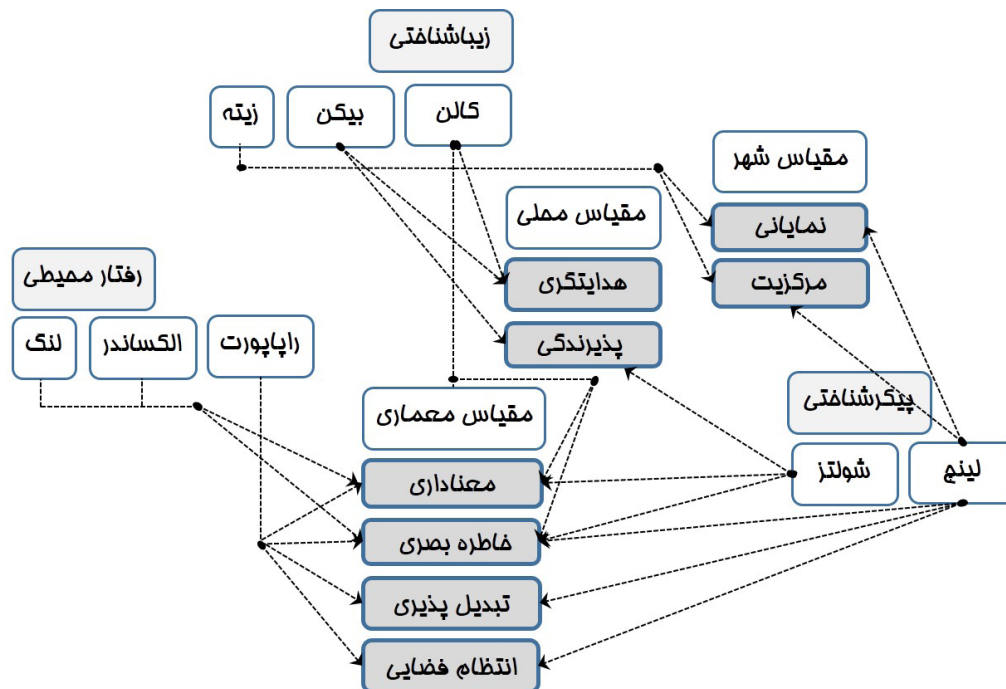 زیباشناختی
کالن
بیکن
زیته
مقیاس شهر
نمایانی
مرکزیت
مقیاس محلی
هدایتگری
پذیرندگی
رفتار محیطی
راپاپورت
الکساندر
لنگ
پیکرشناختی
لینچ
شولتز
مقیاس معماری
معناداری
خاطره بصری
تبدیل پذیری
انتظام فضایی